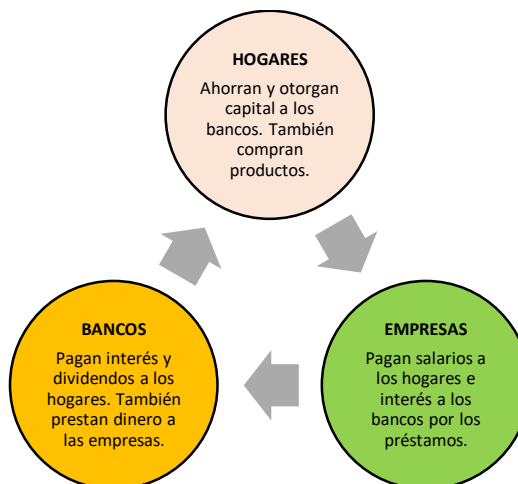 HOGARES
Ahorran y otorgan
capital a los
bancos. También
compran
productos.
BANCOS
Pagan interés y
dividendos a los
hogares. También
prestan dinero a
las empresas.
EMPRESAS
Pagan salarios a
los hogares e
interés a los
bancos por los
préstamos.